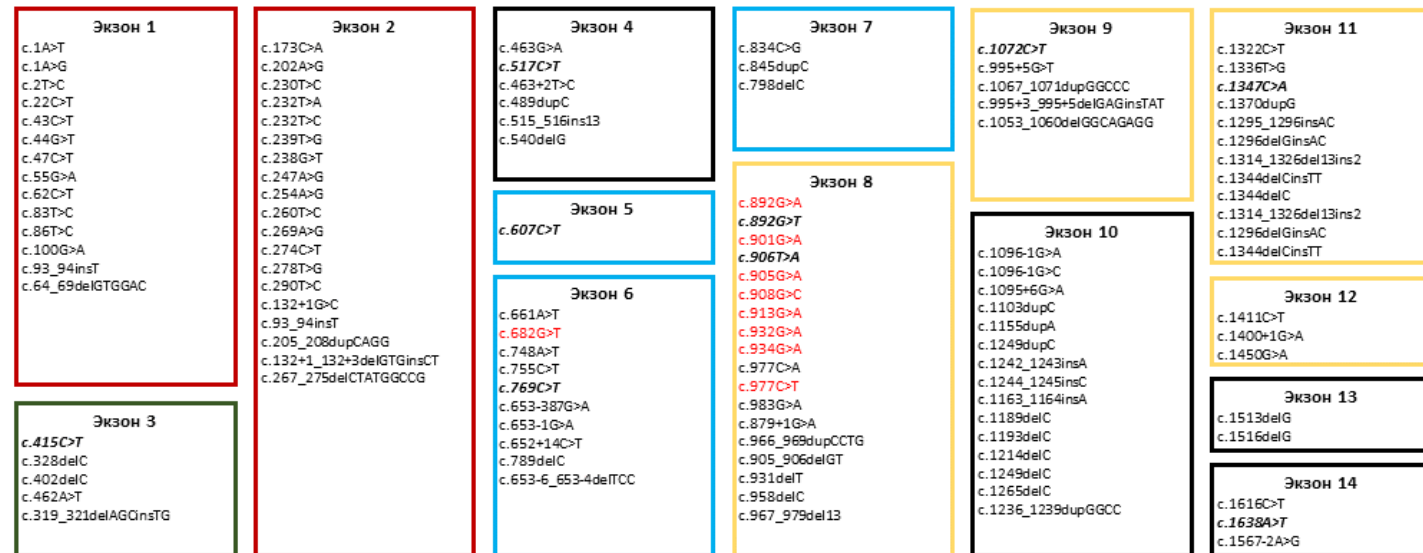 Экзон 1
c.1A>T
c.1A>G
c.2T>C
c.22C>T
c.43C>T
c.44G>T
c.47C>T
c.55G>A
c.62C>T
c.83T>C
c.86T>C
c.100G>A
c.93_94insT
c.64_69delGTGGAC
Экзон 3
c.415C>T
c.328delC
c.402delC
c.462A>T
c.319_321delAGCinsTG
Экзон 2
c.173C>A
c.202A>G
c.230T>C
c.232T>A
c.232T>C
c.239T>G
c.238G>T
c.247A>G
c.254A>G
c.260T>C
c.269A>G
c.274C>T
c.278T>G
c.290T>C
c.132+1G>C
c.93_94insT
c.205_208dupCAGG
c.132+1_132+3delGTGinsCT
c.267_275delCTATGGCCG
Экзон 4
c.463G>A
c.517C>T
c.463+2T>C
c.489dupC
c.515_516ins13
c.540delG
Экзон 5
c.607C>T
Экзон 6
c.661A>T
c.682G>T
c.748A>T
c.755C>T
c.769C>T
c.653-387G>A
c.653-1G>A
c.652+14C>T
c.789delC
c.653-6_653-4delTCC
Экзон 7
c.834C>G
c.845dupC
c.798delC
Экзон 8
c.892G>A
c.892G>T
c.901G>A
c.906T>A
c.905G>A
c.908G>C
c.913G>A
c.932G>A
c.934G>A
c.977C>A
c.977C>T
c.983G>A
c.879+1G>A
c.966_969dupCCTG
c.905_906delGT
c.931delT
c.958delC
c.967_979del13
Экзон 9
c.1072C>T
c.995+5G>T
c.1067_1071dupGGCCC
c.995+3_995+5delGAGinsTAT
c.1053_1060delGGCAGAGG
Экзон 10
c.1096-1G>A
c.1096-1G>C
c.1095+6G>A
c.1103dupC
c.1155dupA
c.1249dupC
c.1242_1243insA
c.1244_1245insC
c.1163_1164insA
c.1189delC
c.1193delC
c.1214delC
c.1249delC
c.1265delC
c.1236_1239dupGGCC
Экзон 11
c.1322C>T
c.1336T>G
c.1347C>A
c.1370dupG
c.1295_1296insAC
c.1296delGinsAC
c.1314_1326del13ins2
c.1344delCinsTT
c.1344delC
c.1314_1326del13ins2
c.1296delGinsAC
c.1344delCinsTT
Экзон 12
c.1411C>T
c.1400+1G>A
c.1450G>A
Экзон 13
c.1513delG
c.1516delG
Экзон 14
c.1616C>T
c.1638A>T
c.1567-2A>G